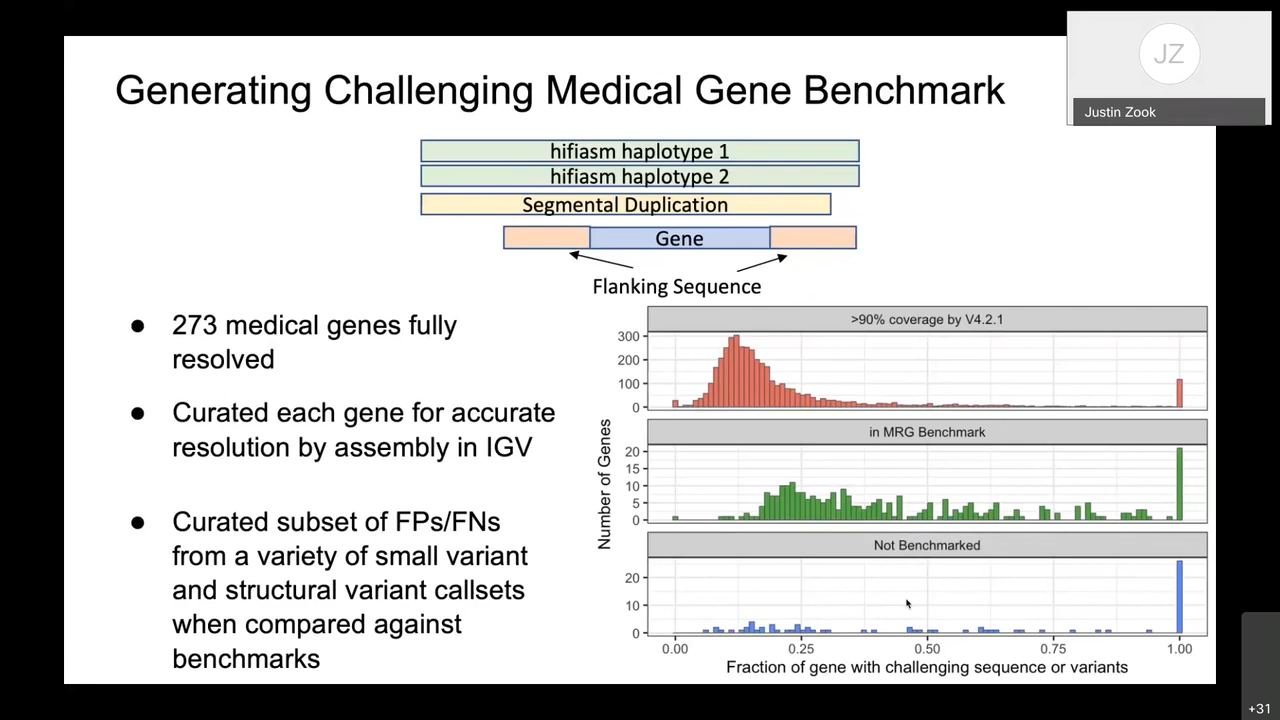 Generating Challenging Medical Gene Benchmark
JZ
Justin Zook
hifiasm haplotype 1
hifiasm haplotype 2
Segmental Duplication
Gene
Flanking Sequence
● 273 medical genes fully
resolved
● Curated each gene for accurate
resolution by assembly in IGV
● Curated subset of FPs/FNs
from a variety of small variant
and structural variant callsets
when compared against
benchmarks
Number of Genes
>90% coverage by V4.2.1
300
200
100
0
in MRG Benchmark
20
15
10
5
0
Not Benchmarked
20
10
0
0.00 0.25 0.50 0.75 1.00
Fraction of gene with challenging sequence or variants
+31